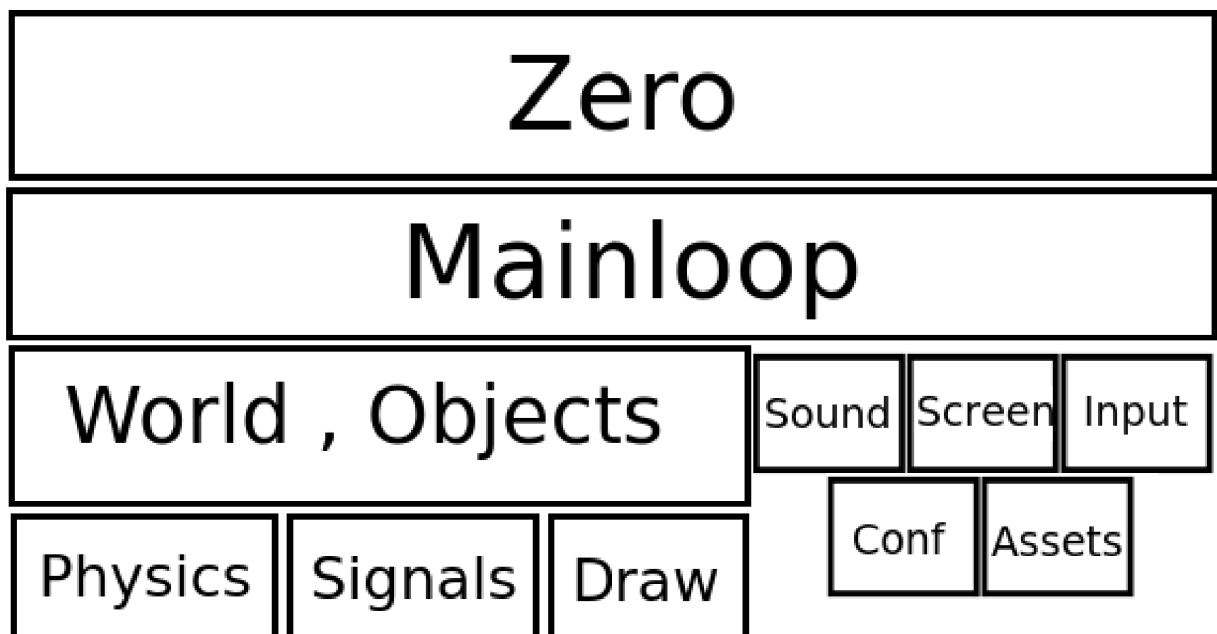 Zero
Mainloop
World , Objects
Sound
Screen
Input
Conf
Assets
Physics
Signals
Draw